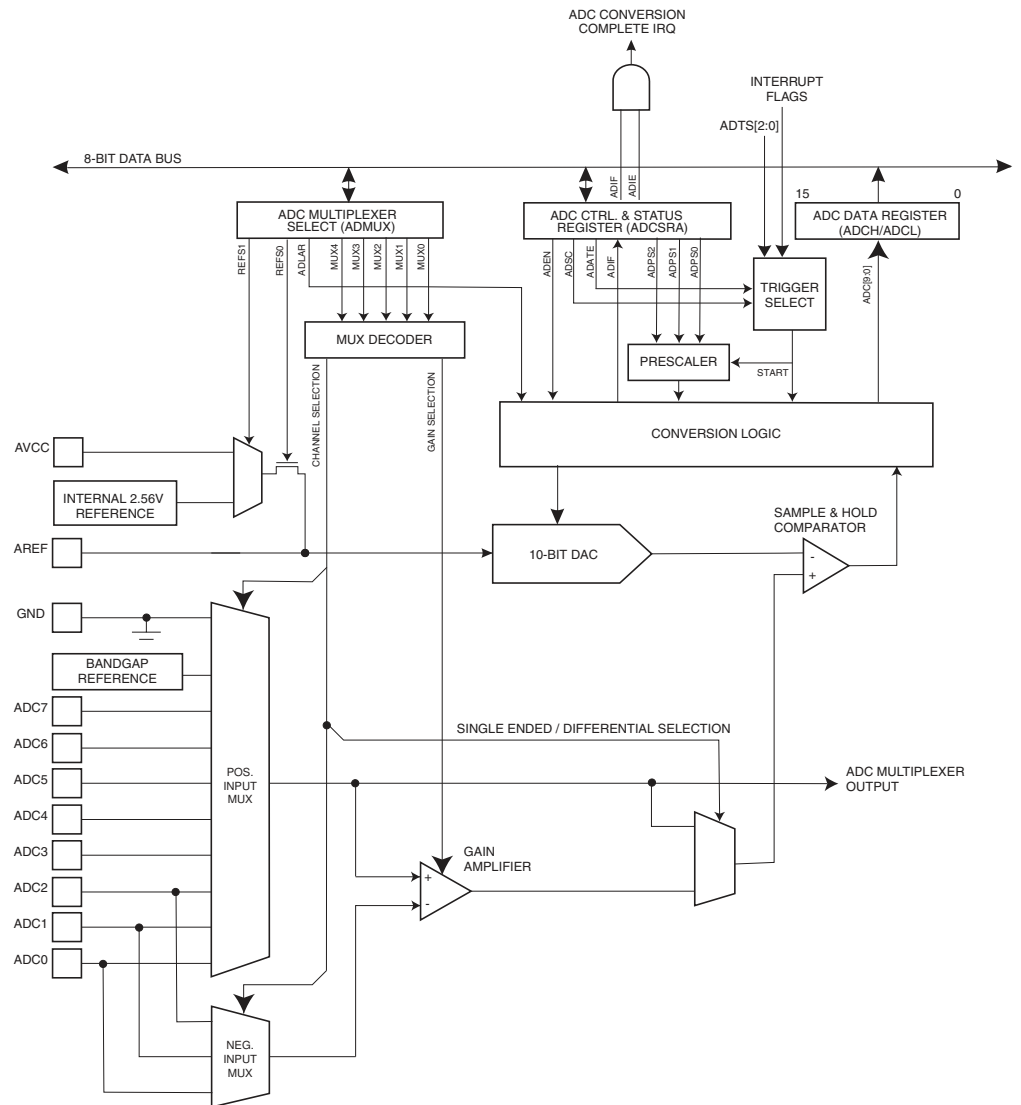 ADC CONVERSION
COMPLETE IRQ
INTERRUPT
FLAGS
ADTS[2:0]
8-BIT DATA BUS
ADIF
ADIE
15
0
ADC MULTIPLEXER
SELECT (ADMUX)
ADC CTRL. & STATUS
REGISTER (ADCSRA)
ADC DATA REGISTER
(ADCH/ADCL)
REFS1
REFS0
ADLAR
MUX4
MUX3
MUX2
MUX1
MUX0
ADEN
ADSC
ADATE
ADIF
ADPS2
ADPS1
ADPS0
TRIGGER
SELECT
ADC[9:0]
MUX DECODER
PRESCALER
START
CHANNEL SELECTION
GAIN SELECTION
CONVERSION LOGIC
AVCC
INTERNAL 2.56V
REFERENCE
SAMPLE & HOLD
COMPARATOR
AREF
10-BIT DAC
-
+
GND
BANDGAP
REFERENCE
ADC7
SINGLE ENDED / DIFFERENTIAL SELECTION
ADC6
ADC5
POS.
INPUT
MUX
ADC MULTIPLEXER
OUTPUT
ADC4
ADC3
GAIN
AMPLIFIER
+
-
ADC2
ADC1
ADC0
NEG.
INPUT
MUX